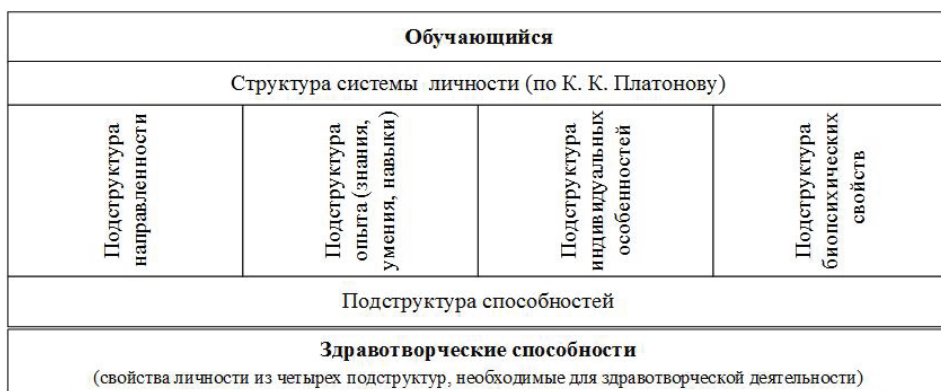 Обучающийся
Структура системы личности (по К. К. Платонову)
Подструктура
направленности
Подструктура
опыта (знания,
умения, навыки)
Подструктура
индивидуальных
особенностей
Подструктура
биопсихических
свойств
Подструктура способностей
Здравотворческие способности
(свойства личности из четырех подструктур, необходимые для здравотворческой деятельности)